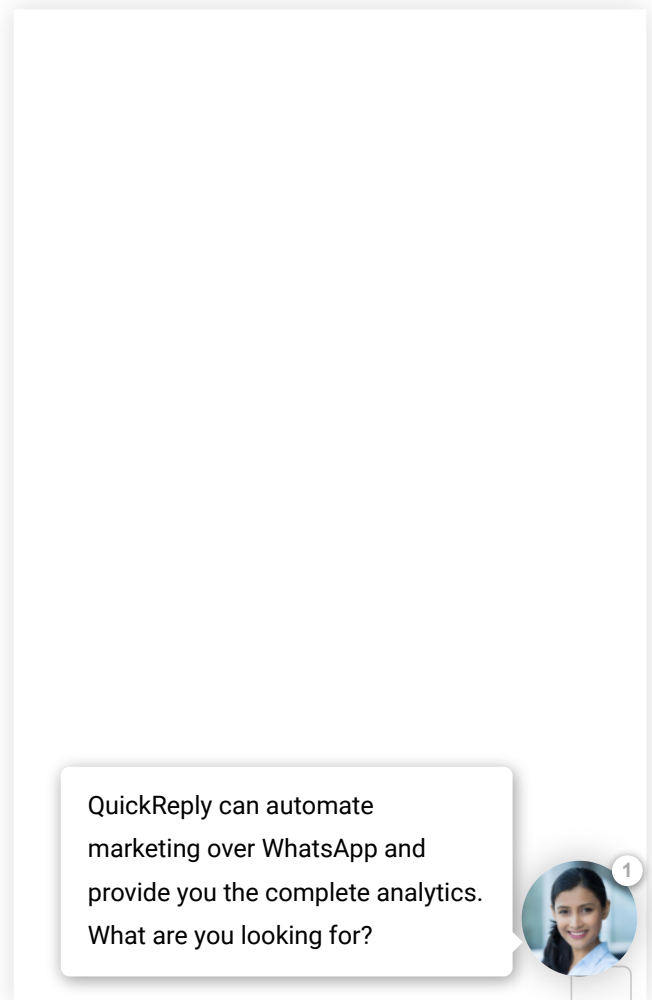 QuickReply can automate
marketing over WhatsApp and
provide you the complete analytics.
What are you looking for?
1